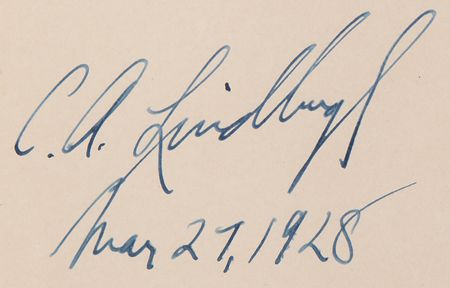 C. A. Lindbergh
Mar 27, 1928